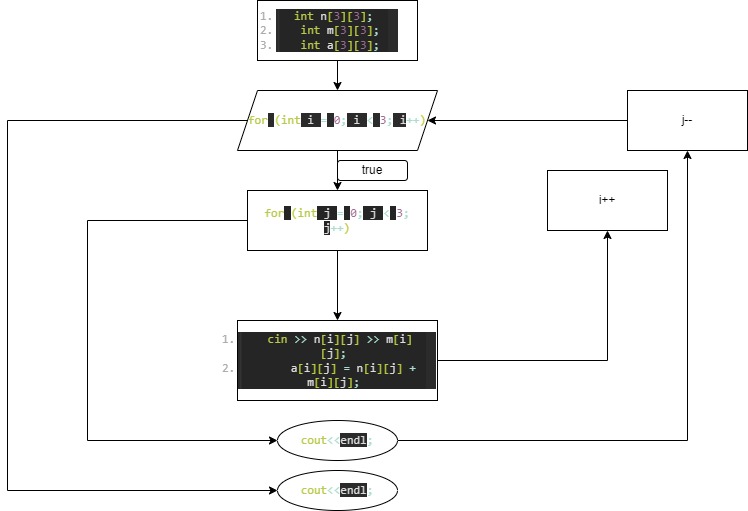 1. int n[3][3];
2. int m[3][3];
3. int a[3][3];
for (int i = 0; i < 3; i++)
j--
true
i++
for (int j = 0; j < 3;
j++)
1. cin >> n[i][j] >> m[i]
[j];
2. a[i][j] = n[i][j] +
m[i][j];
cout<<endl;
cout<<endl;